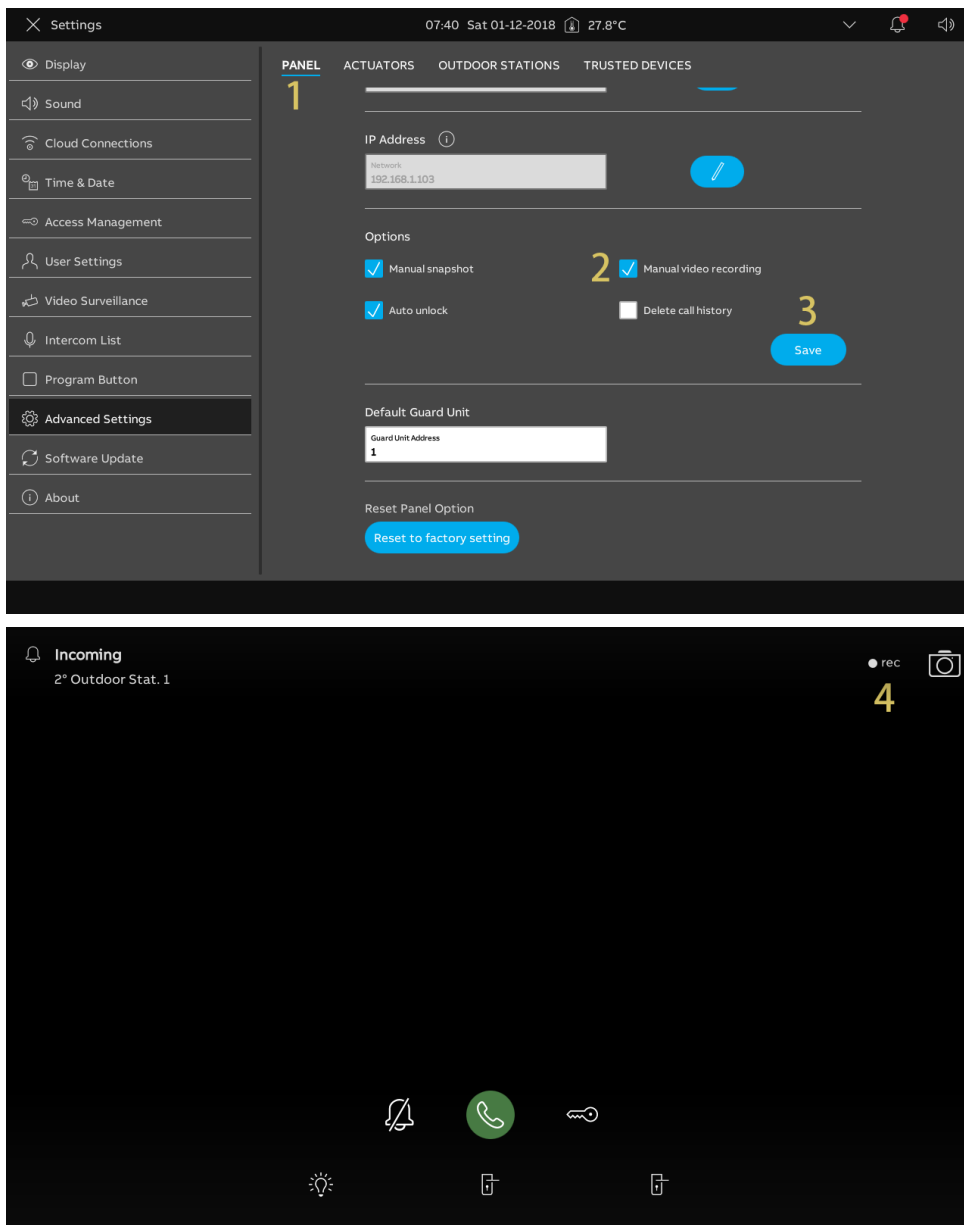 Settings
07:40 Sat 01-12-2018 27.8°C
Display
Sound
Cloud Connections
Time & Date
Access Management
User Settings
Video Surveillance
Intercom List
Program Button
Advanced Settings
Software Update
About
PANEL ACTUATORS OUTDOOR STATIONS TRUSTED DEVICES
1
IP Address
Network
192.168.1.103
Options
Manual snapshot
2 Manual video recording
Auto unlock
Delete call history
3
Save
Default Guard Unit
Guard Unit Address
1
Reset Panel Option
Reset to factory setting
Incoming
2° Outdoor Stat. 1
rec
4